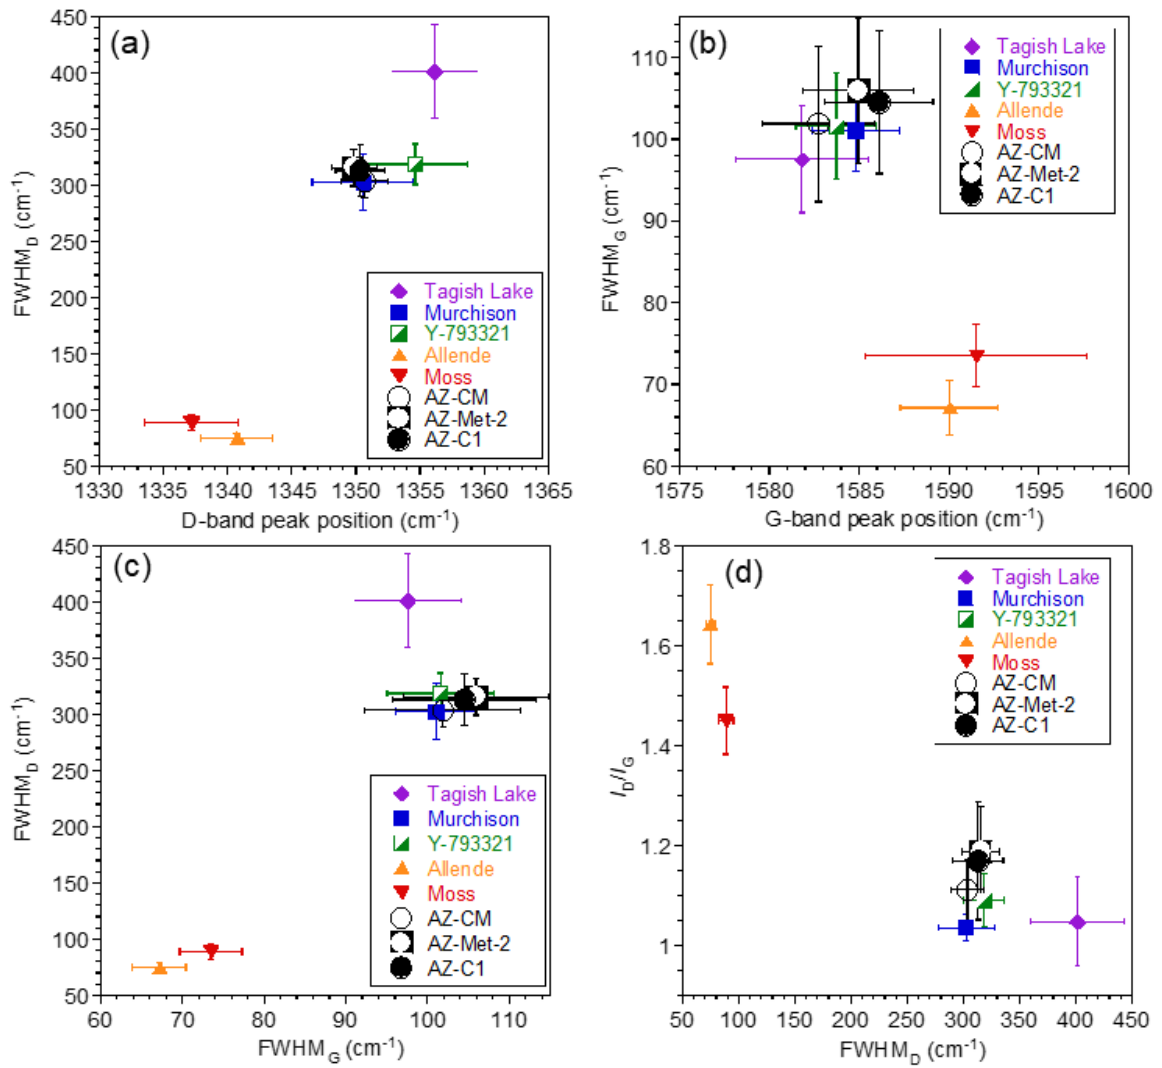 (a)
450
400
350
300
250
200
150
100
50
FWHM_D (cm⁻¹)
Tagish Lake
Murchison
Y-793321
Allende
Moss
AZ-CM
AZ-Met-2
AZ-C1
1330 1335 1340 1345 1350 1355 1360 1365
D-band peak position (cm⁻¹)
(b)
110
100
90
80
70
60
FWHM_G (cm⁻¹)
Tagish Lake
Murchison
Y-793321
Allende
Moss
AZ-CM
AZ-Met-2
AZ-C1
1575 1580 1585 1590 1595 1600
G-band peak position (cm⁻¹)
(c)
450
400
350
300
250
200
150
100
50
FWHM_D (cm⁻¹)
Tagish Lake
Murchison
Y-793321
Allende
Moss
AZ-CM
AZ-Met-2
AZ-C1
60 70 80 90 100 110
FWHM_G (cm⁻¹)
(d)
1.8
1.6
1.4
1.2
1
I_D/I_G
Tagish Lake
Murchison
Y-793321
Allende
Moss
AZ-CM
AZ-Met-2
AZ-C1
50 100 150 200 250 300 350 400 450
FWHM_D (cm⁻¹)